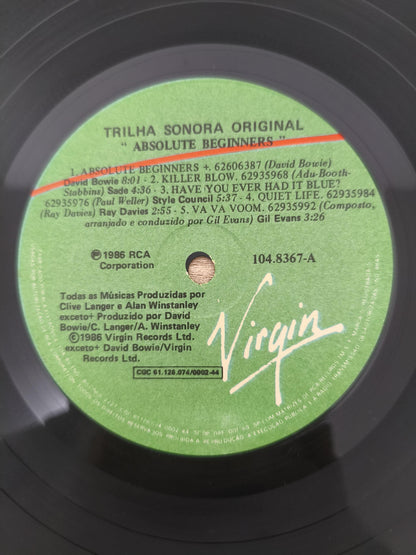 TRILHA SONORA ORIGINAL
" ABSOLUTE BEGINNERS "
1. ABSOLUTE BEGINNERS +. 62606387 (David Bowie)
David Bowie 8:01 - 2. KILLER BLOW. 62935968 (Adu-Booth-
Stabbins) Sade 4:36 - 3. HAVE YOU EVER HAD IT BLUE?
62935976 (Paul Weller) Style Council 5:37 - 4. QUIET LIFE. 62935984
(Ray Davies) Ray Davies 2:55 - 5. VA VA VOOM. 62935992 (Composto,
arranjado e conduzido por Gil Evans) Gil Evans 3:26
Ⓟ1986 RCA
Corporation
104.8367-A
Todas as Músicas Produzidas por
Clive Langer e Alan Winstanley
exceto+ Produzido por David
Bowie/C. Langer/A. Winstanley
©1986 Virgin Records Ltd.
exceto+ David Bowie/Virgin
Records Ltd.
Virgin
CGC 61.126.074/0002-44